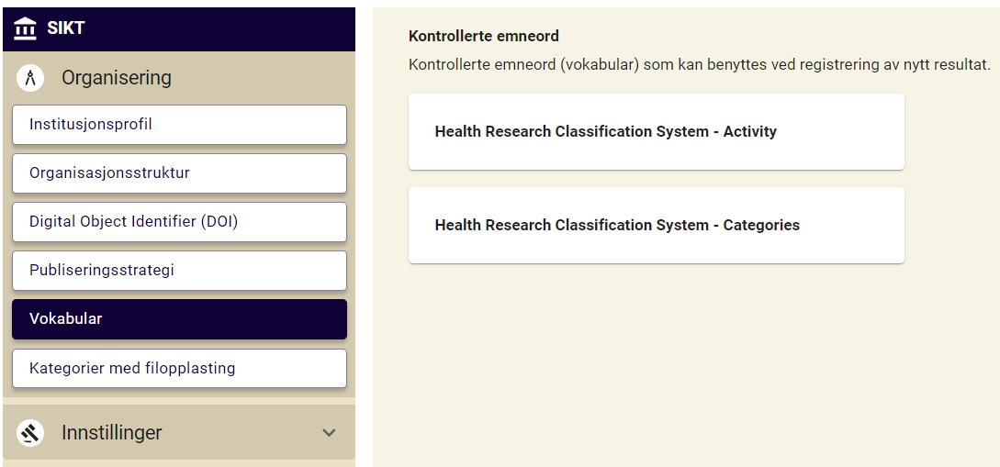 SIKT
Organisering
Institusjonsprofil
Organisasjonsstruktur
Digital Object Identifier (DOI)
Publiseringsstrategi
Vokabular
Kategorier med filopplasting
Innstillinger
Kontrollerte emneord
Kontrollerte emneord (vokabular) som kan benyttes ved registrering av nytt resultat.
Health Research Classification System - Activity
Health Research Classification System - Categories